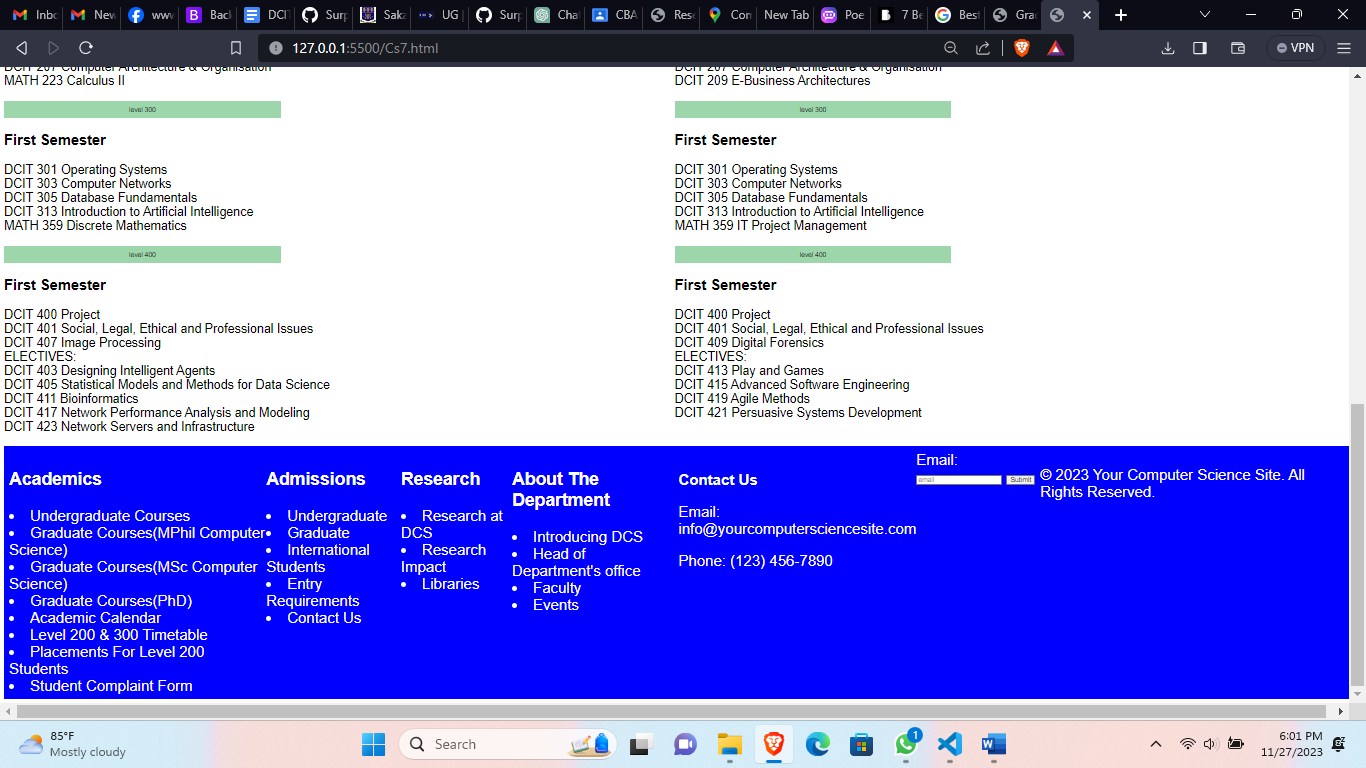 Inbo
New
www
Back
DCIT
Surp
Saka
UG |
Surp
Chat
CBA
Rese
Con
New Tab
Poe
7 Be
Best
Grad
127.0.0.1:5500/Cs7.html
VPN
DCIT 207 Computer Architecture & Organisation
MATH 223 Calculus II
level 300
First Semester
DCIT 301 Operating Systems
DCIT 303 Computer Networks
DCIT 305 Database Fundamentals
DCIT 313 Introduction to Artificial Intelligence
MATH 359 Discrete Mathematics
level 400
First Semester
DCIT 400 Project
DCIT 401 Social, Legal, Ethical and Professional Issues
DCIT 407 Image Processing
ELECTIVES:
DCIT 403 Designing Intelligent Agents
DCIT 405 Statistical Models and Methods for Data Science
DCIT 411 Bioinformatics
DCIT 417 Network Performance Analysis and Modeling
DCIT 423 Network Servers and Infrastructure
DCIT 207 Computer Architecture & Organisation
DCIT 209 E-Business Architectures
level 300
First Semester
DCIT 301 Operating Systems
DCIT 303 Computer Networks
DCIT 305 Database Fundamentals
DCIT 313 Introduction to Artificial Intelligence
MATH 359 IT Project Management
level 400
First Semester
DCIT 400 Project
DCIT 401 Social, Legal, Ethical and Professional Issues
DCIT 409 Digital Forensics
ELECTIVES:
DCIT 413 Play and Games
DCIT 415 Advanced Software Engineering
DCIT 419 Agile Methods
DCIT 421 Persuasive Systems Development
Academics
Undergraduate Courses
Graduate Courses(MPhil Computer
Science)
Graduate Courses(MSc Computer
Science)
Graduate Courses(PhD)
Academic Calendar
Level 200 & 300 Timetable
Placements For Level 200
Students
Student Complaint Form
Admissions
Undergraduate
Graduate
International
Students
Entry
Requirements
Contact Us
Research
Research at
DCS
Research
Impact
Libraries
About The
Department
Introducing DCS
Head of
Department's office
Faculty
Events
Contact Us
Email:
info@yourcomputersciencesite.com
Phone: (123) 456-7890
Email:
email
Submit
© 2023 Your Computer Science Site. All
Rights Reserved.
85°F
Mostly cloudy
Search
1
6:01 PM
11/27/2023